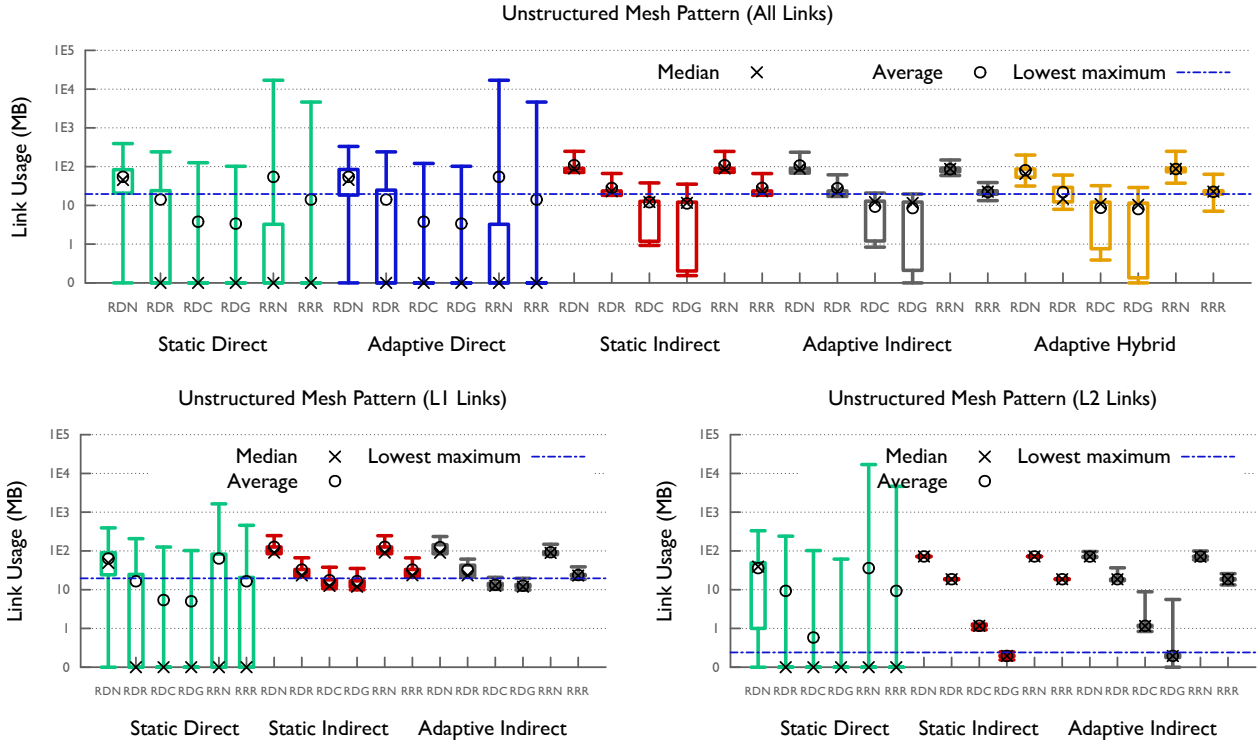 Unstructured Mesh Pattern (All Links)
Link Usage (MB)
1E5
1E4
1E3
1E2
10
1
0
Median
Average
Lowest maximum
RDN RDR RDC RDG RRN RRR RDN RDR RDC RDG RRN RRR RDN RDR RDC RDG RRN RRR RDN RDR RDC RDG RRN RRR RDN RDR RDC RDG RRN RRR
Static Direct Adaptive Direct Static Indirect Adaptive Indirect Adaptive Hybrid
Unstructured Mesh Pattern (L1 Links)
Link Usage (MB)
1E5
1E4
1E3
1E2
10
1
0
Median Lowest maximum
Average
RDN RDR RDC RDG RRN RRR RDN RDR RDC RDG RRN RRR RDN RDR RDC RDG RRN RRR
Static Direct Static Indirect Adaptive Indirect
Unstructured Mesh Pattern (L2 Links)
Link Usage (MB)
1E5
1E4
1E3
1E2
10
1
0
Median Lowest maximum
Average
RDN RDR RDC RDG RRN RRR RDN RDR RDC RDG RRN RRR RDN RDR RDC RDG RRN RRR
Static Direct Static Indirect Adaptive Indirect